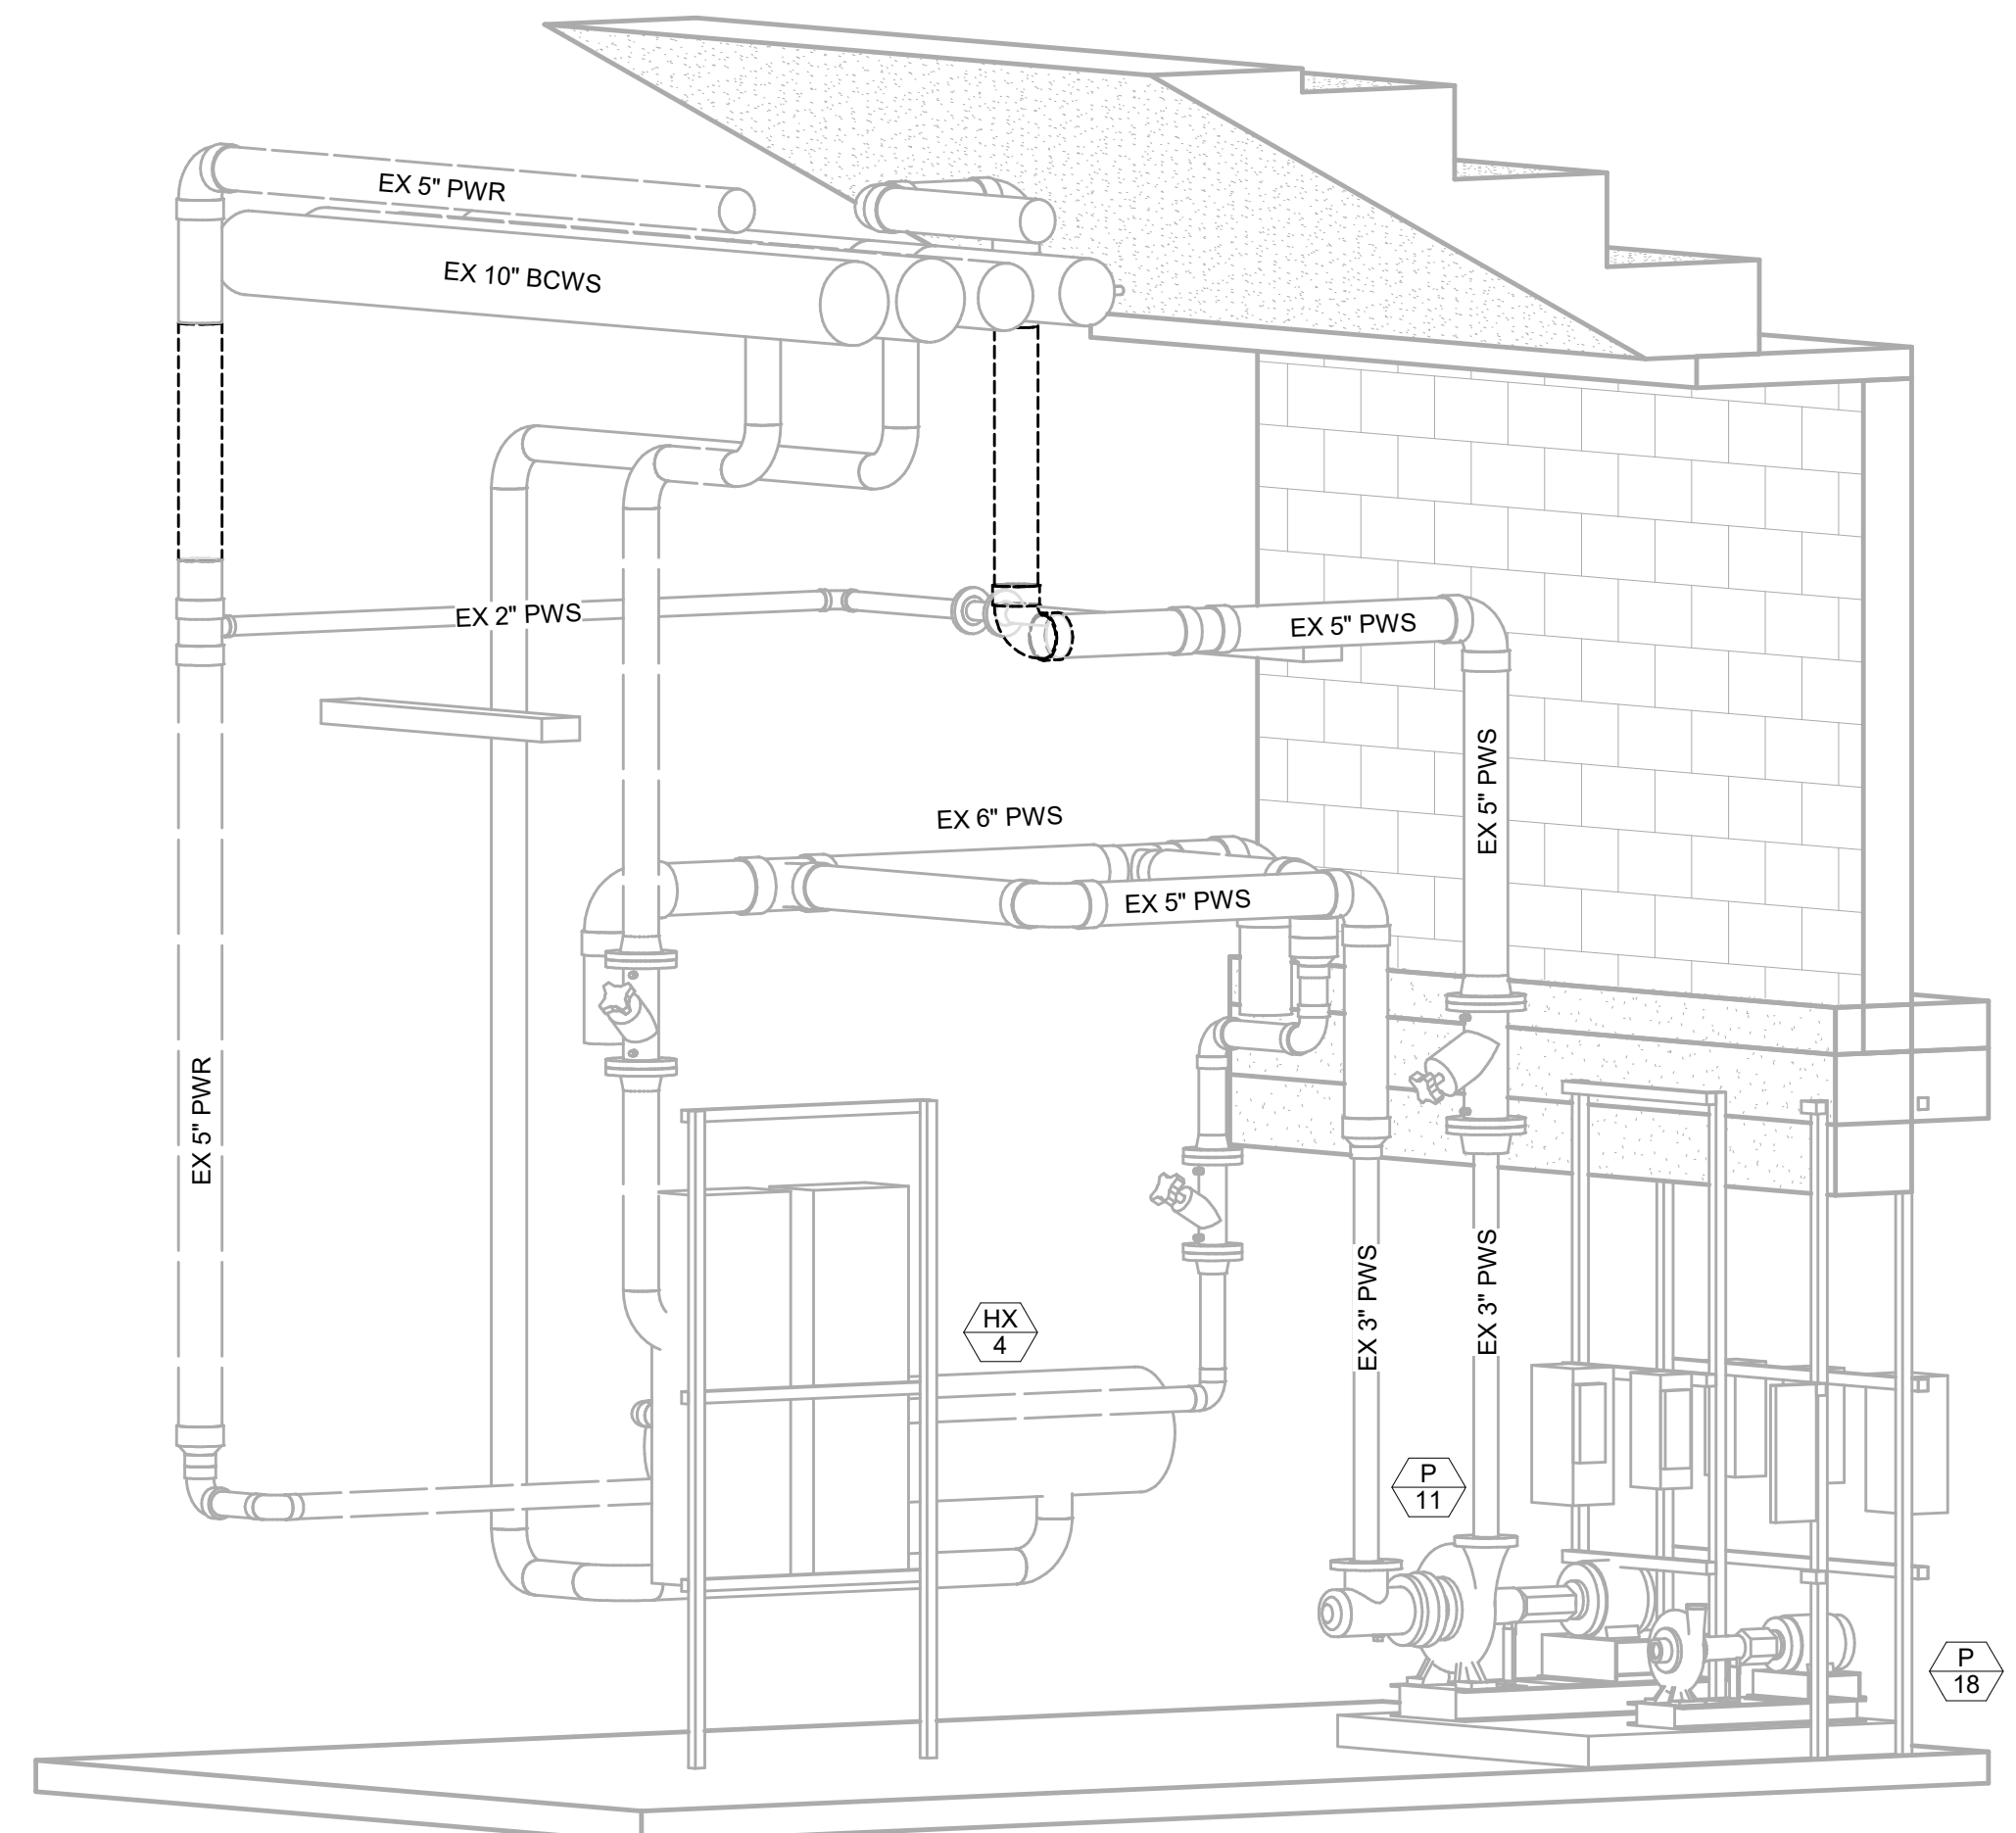 EX 5" PWR
EX 10" BCWS
EX 2" PWS
EX 5" PWS
EX 5" PWS
EX 6" PWS
EX 5" PWS
EX 5" PWR
EX 3" PWS
EX 3" PWS
HX
4
P
11
P
18